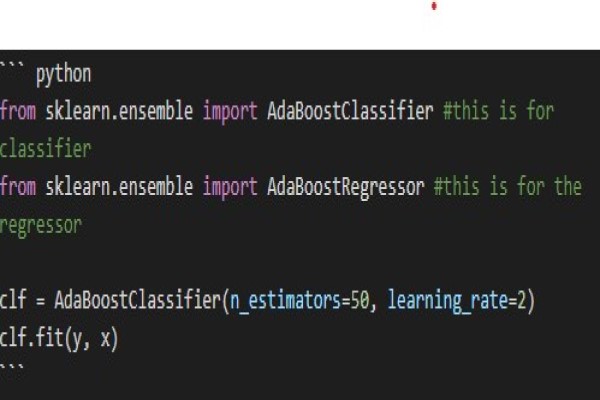 ``` python
from sklearn.ensemble import AdaBoostClassifier #this is for
classifier
from sklearn.ensemble import AdaBoostRegressor #this is for the
regressor
clf = AdaBoostClassifier(n_estimators=50, learning_rate=2)
clf.fit(y, x)
```